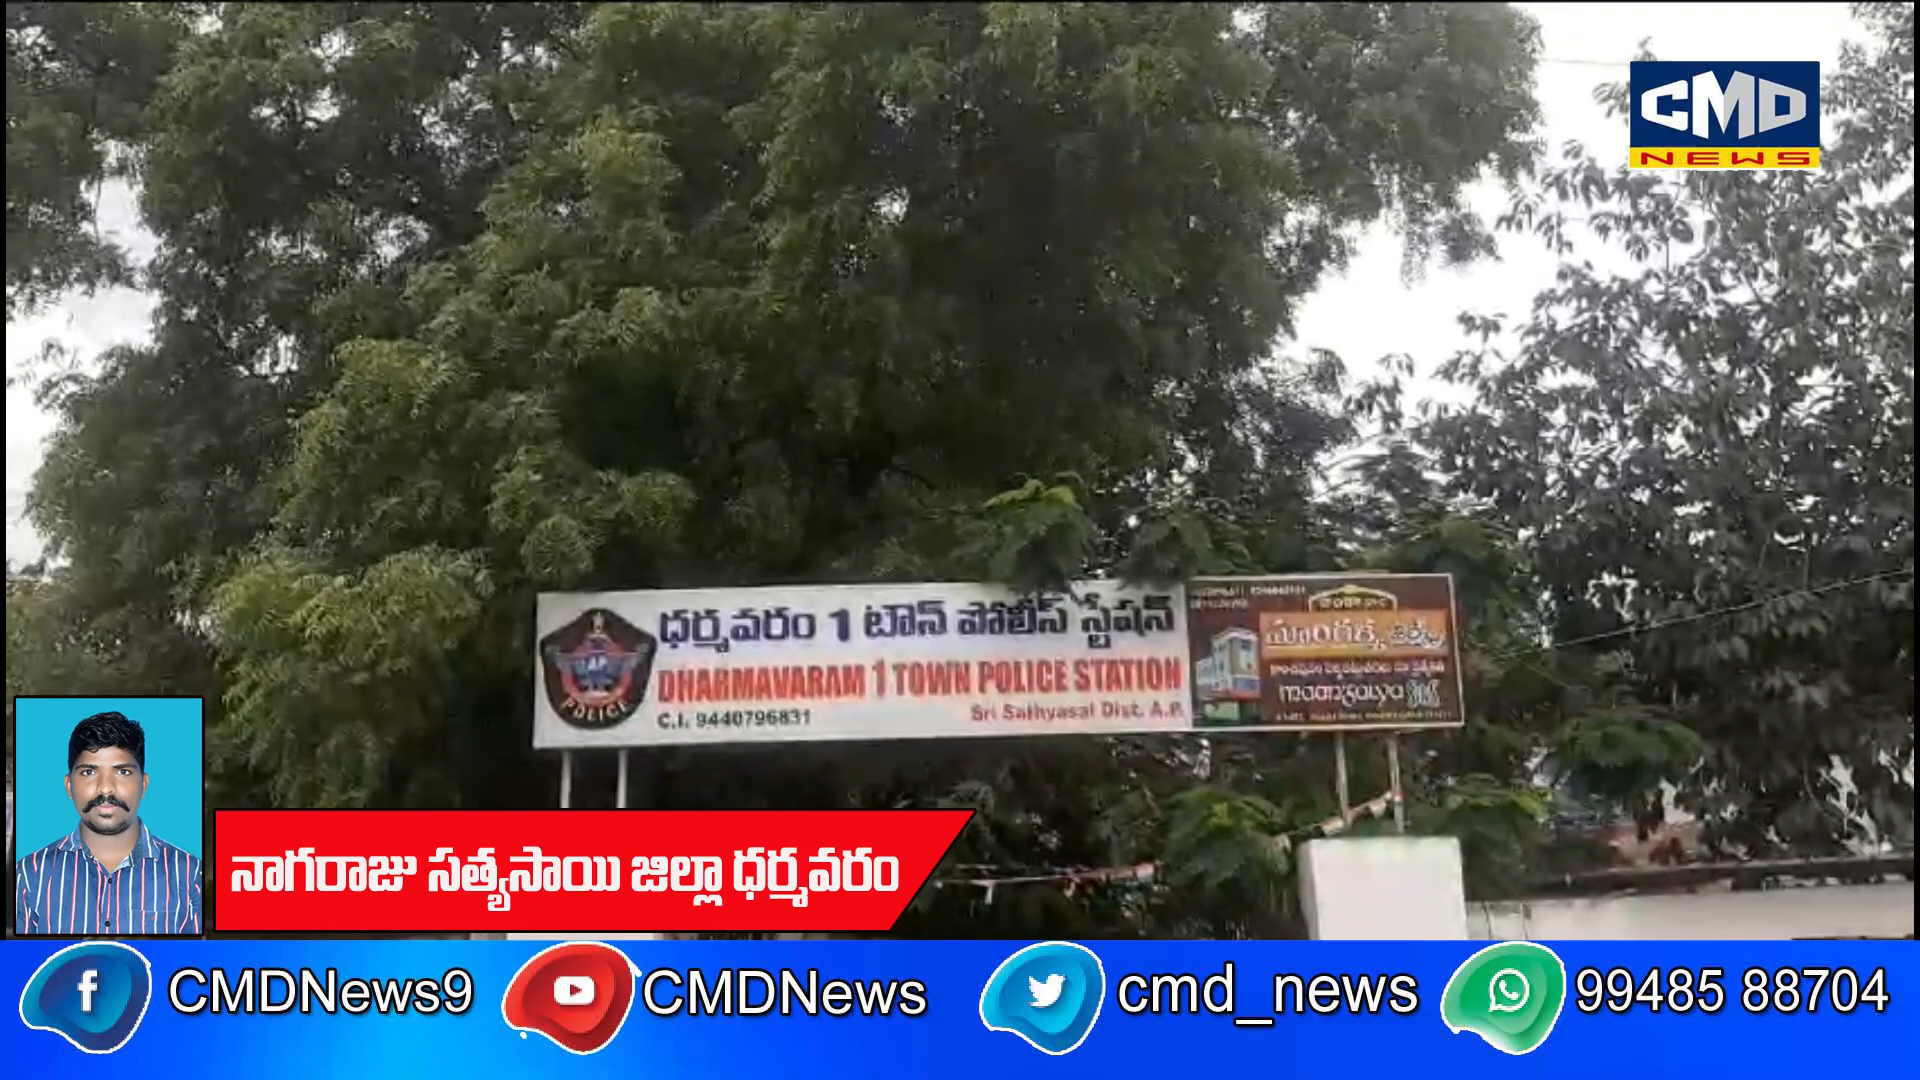 CMD
NEWS
ధర్మవరం 1 టౌన్ పోలీస్ స్టేషన్
DHARMAVARAM 1 TOWN POLICE STATION
C.I. 9440796831
Sri Sathyasai Dist. A.P.
AP
POLICE
నాగరాజు సత్యసాయి జిల్లా ధర్మవరం
CMDNews9
CMDNews
cmd_news
99485 88704